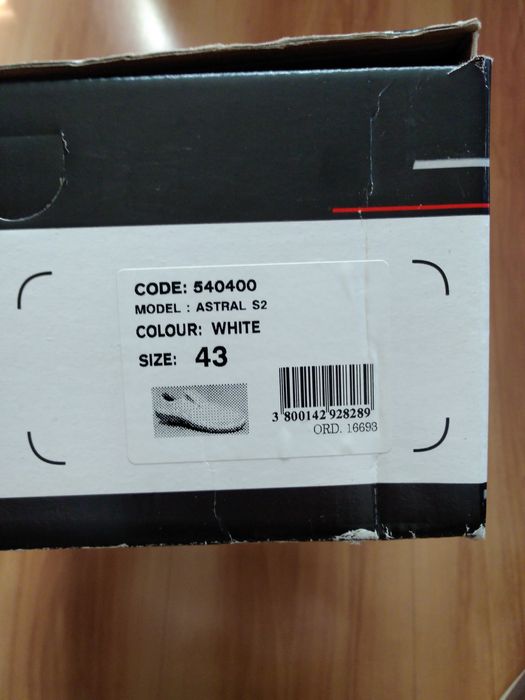 CODE: 540400
MODEL : ASTRAL S2
COLOUR: WHITE
SIZE: 43
3 800142 928289
ORD. 16693